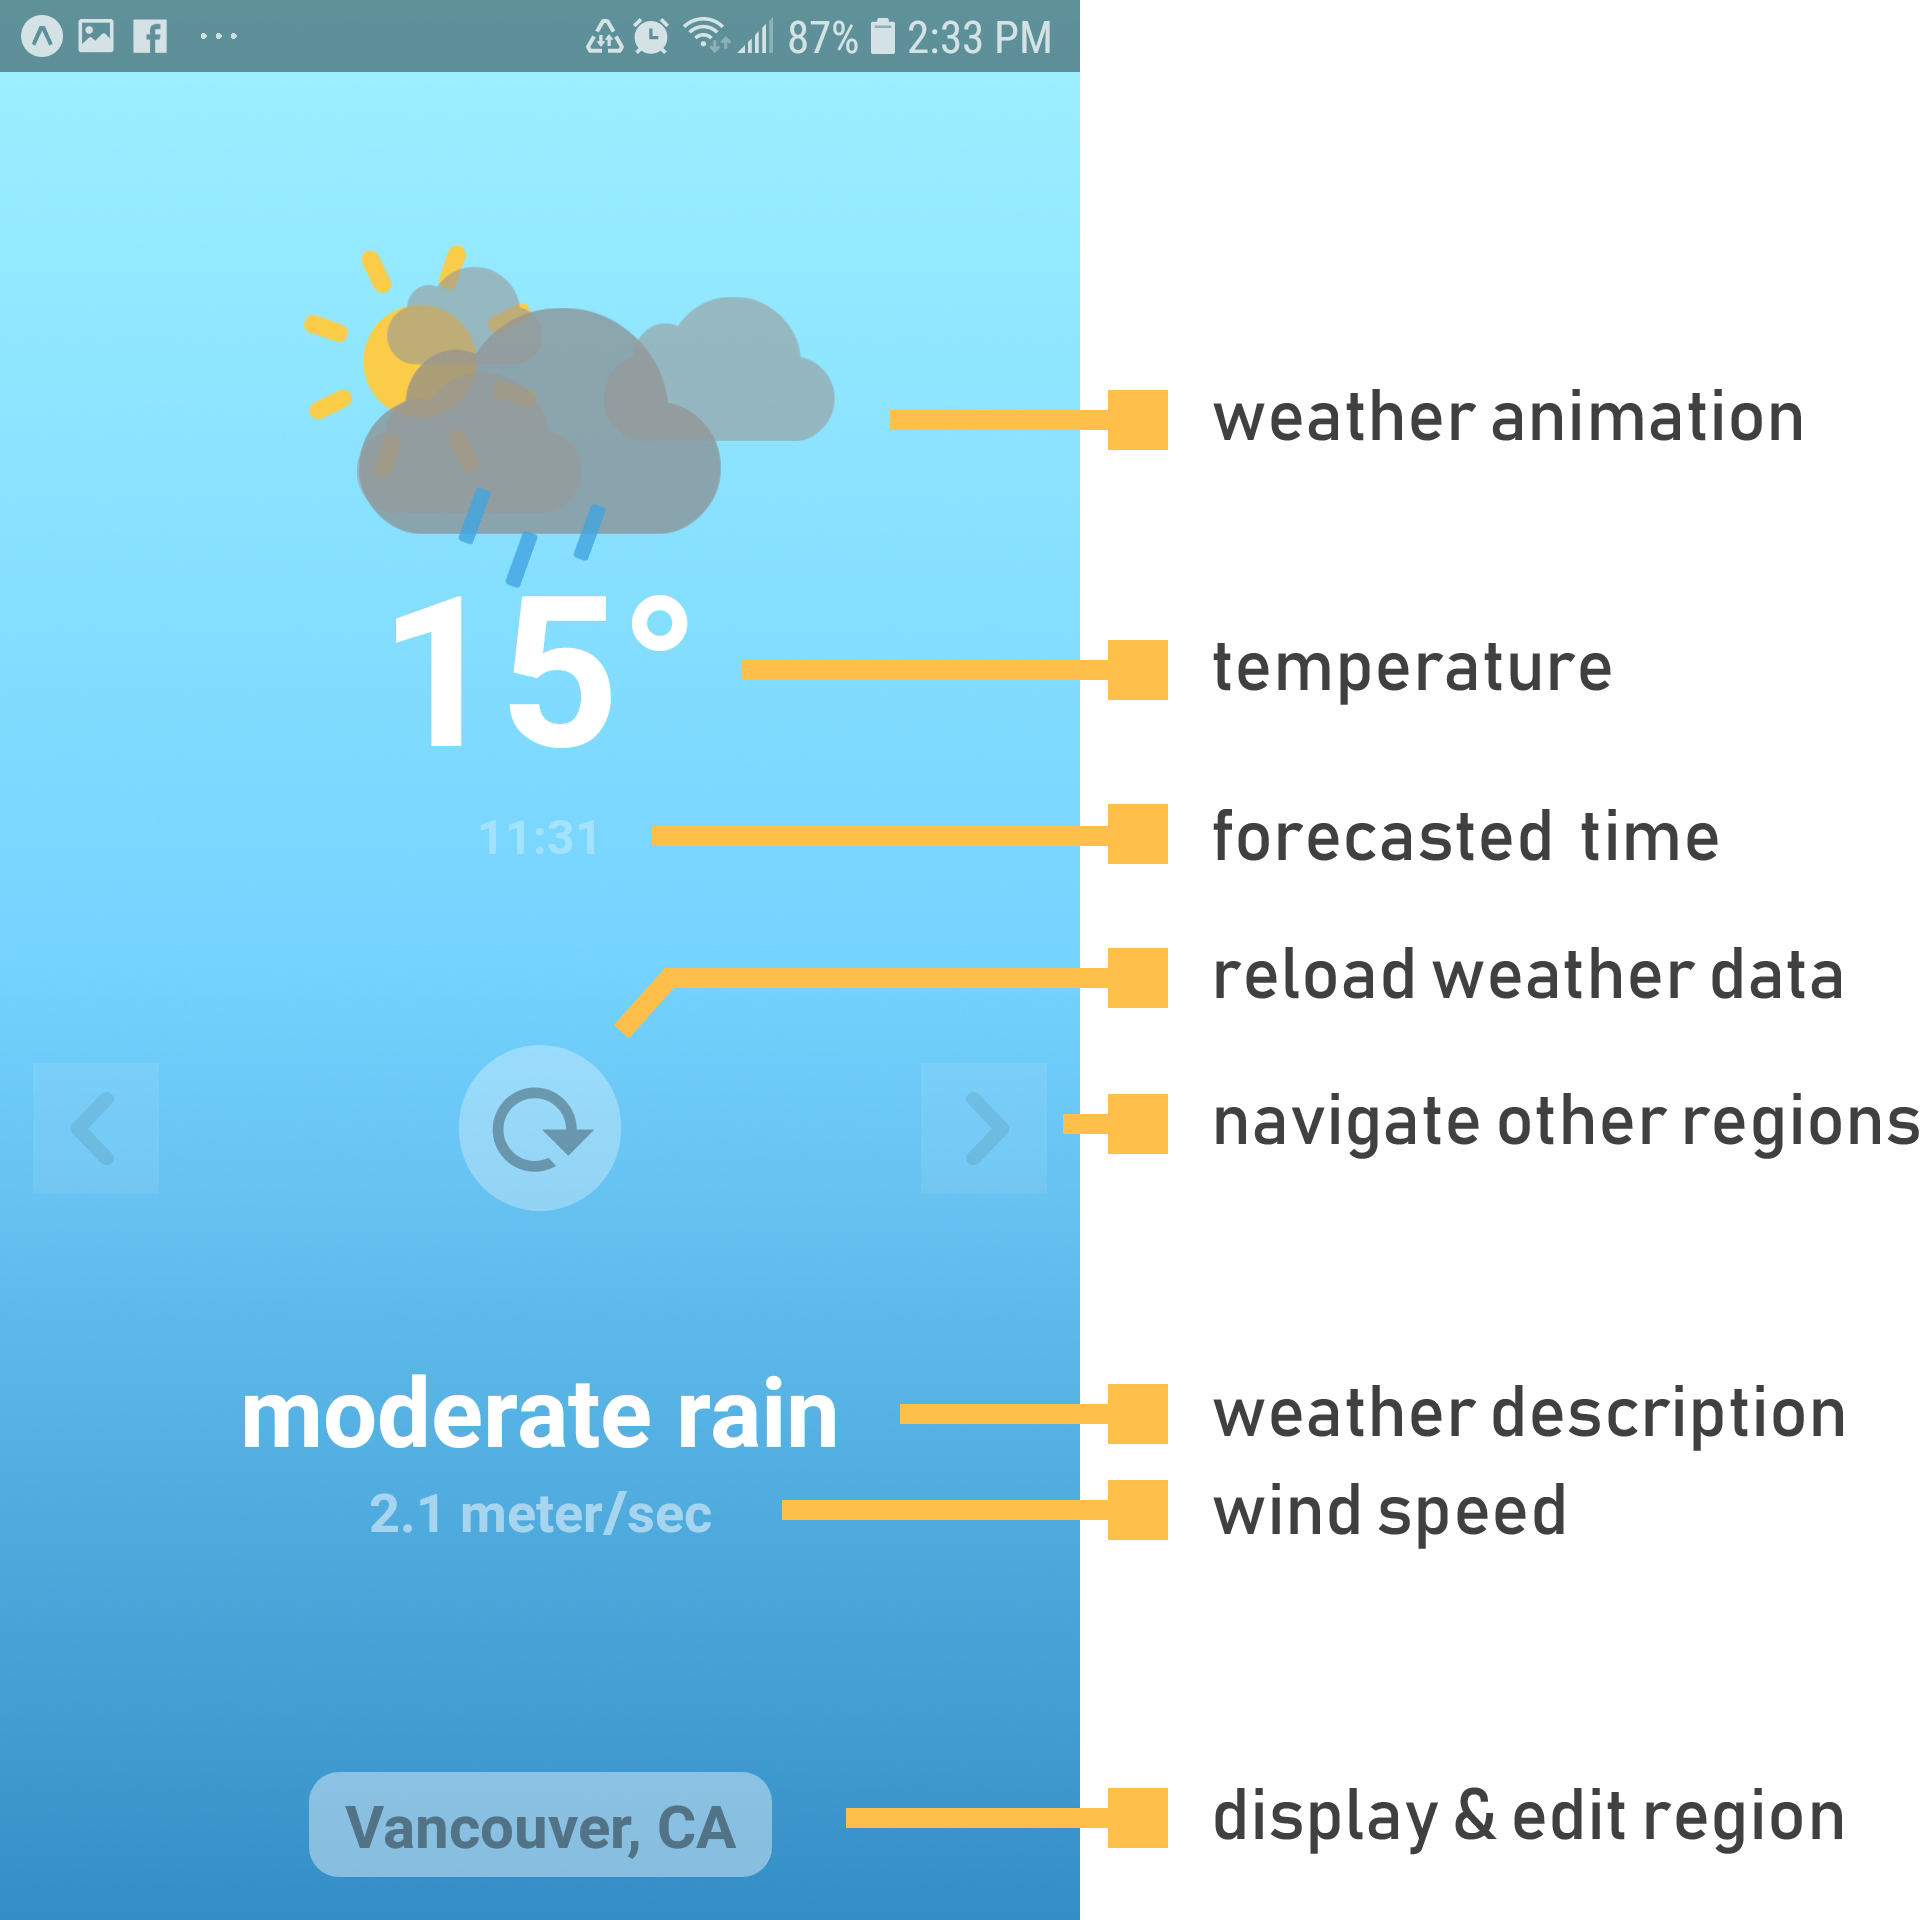 87% 2:33 PM
weather animation
15°
temperature
11:31
forecasted time
reload weather data
navigate other regions
moderate rain
weather description
2.1 meter/sec
wind speed
Vancouver, CA
display & edit region